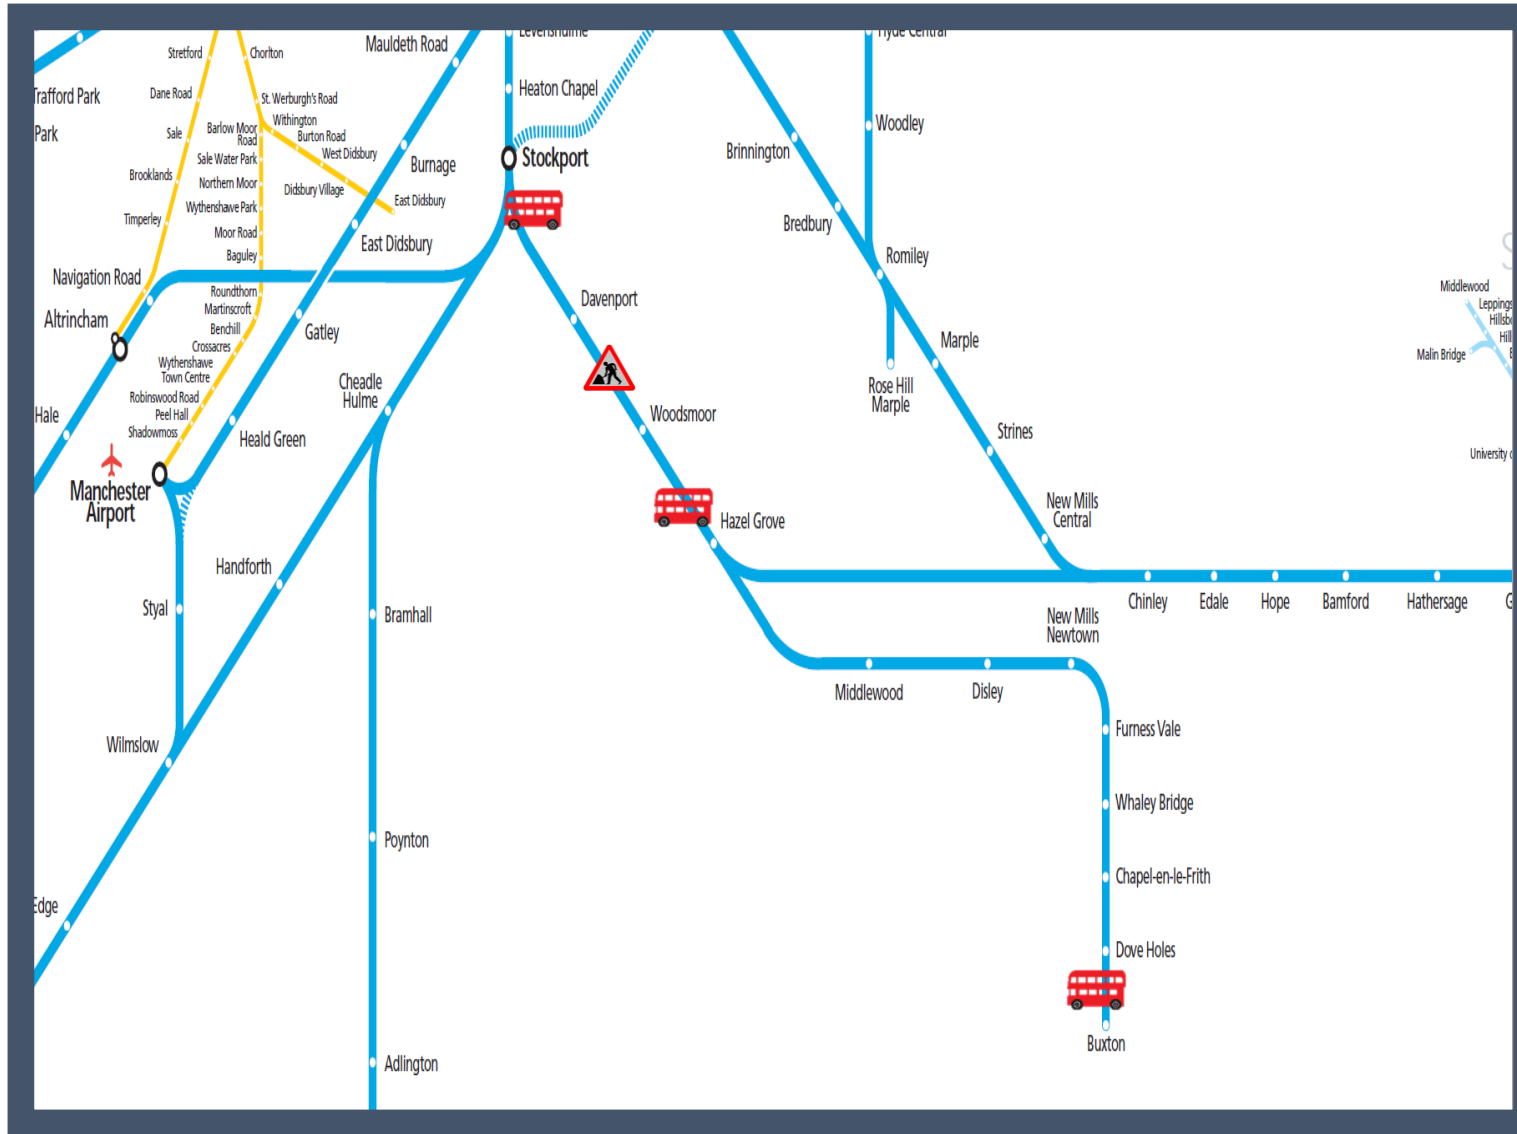 Levenshulme
Hyde Central
Mauldeth Road
Stretford
Chorlton
Heaton Chapel
Dane Road
Trafford Park
St. Werburgh's Road
Withington
Woodley
Park
Sale
Barlow Moor
Road
Burton Road
Sale Water Park
West Didsbury
Stockport
Brinnington
Burnage
Brooklands
Northern Moor
Didsbury Village
East Didsbury
Wythenshawe Park
Timperley
Moor Road
Bredbury
East Didsbury
Baguley
Romiley
Navigation Road
Roundthorn
Martinscroft
Davenport
Middlewood
Altrincham
Benchill
Gatley
Crossacres
Marple
Malin Bridge
Wythenshawe
Town Centre
Cheadle
Hulme
Rose Hill
Marple
Robinswood Road
Peel Hall
Hale
Woodsmoor
Shadowmoss
Heald Green
Strines
Manchester
Airport
New Mills
Central
Hazel Grove
Handforth
Styal
Bramhall
Chinley
Edale
Hope
Bamford
Hathersage
New Mills
Newtown
Middlewood
Disley
Wilmslow
Furness Vale
Whaley Bridge
Poynton
Chapel-en-le-Frith
Edge
Dove Holes
Buxton
Adlington